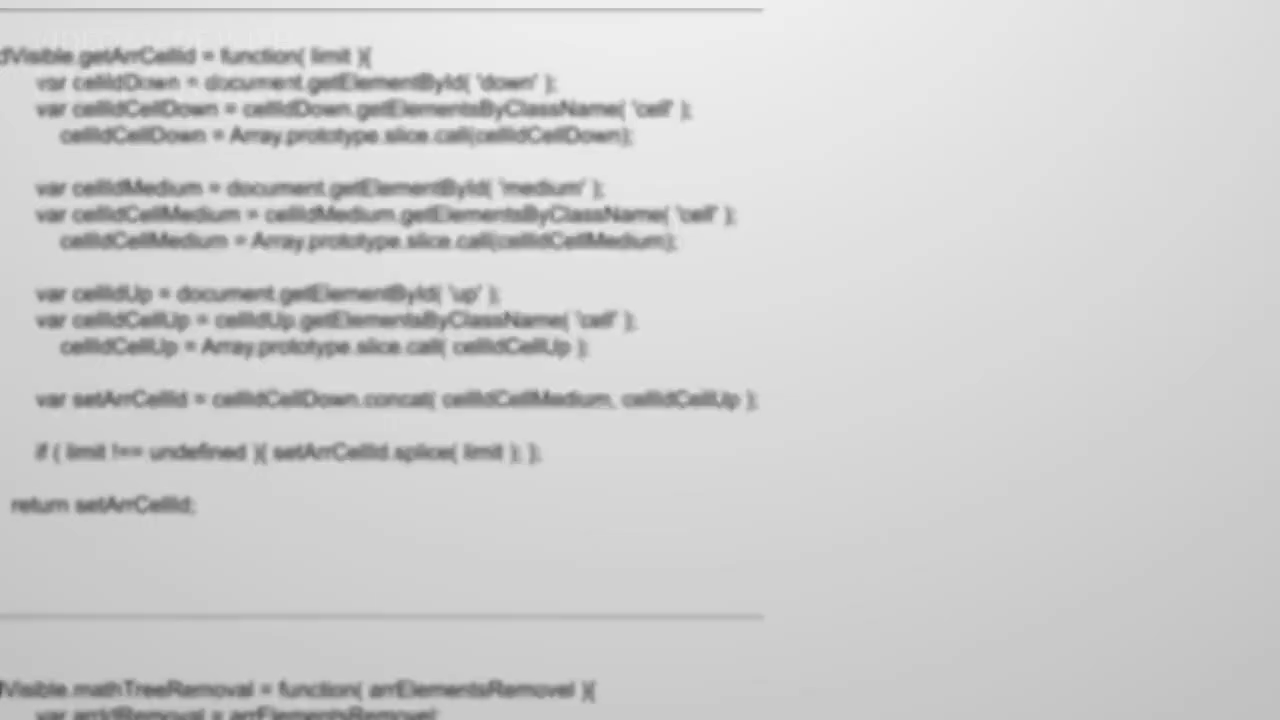 dVisible.getArrCellId = function( limit ){
var cellIdDown = document.getElementById( 'down' );
var cellIdCellDown = cellIdDown.getElementsByClassName( 'cell' );
cellIdCellDown = Array.prototype.slice.call(cellIdCellDown);
var cellIdMedium = document.getElementById( 'medium' );
var cellIdCellMedium = cellIdMedium.getElementsByClassName( 'cell' );
cellIdCellMedium = Array.prototype.slice.call(cellIdCellMedium);
var cellIdUp = document.getElementById( 'up' );
var cellIdCellUp = cellIdUp.getElementsByClassName( 'cell' );
cellIdCellUp = Array.prototype.slice.call( cellIdCellUp );
var setArrCellId = cellIdCellDown.concat( cellIdCellMedium, cellIdCellUp );
if ( limit !== undefined ){ setArrCellId.splice( limit ); };
return setArrCellId;
dVisible.mathTreeRemoval = function( arrElementsRemovel ){
var arrIdRemoval = arrElementsRemovel;